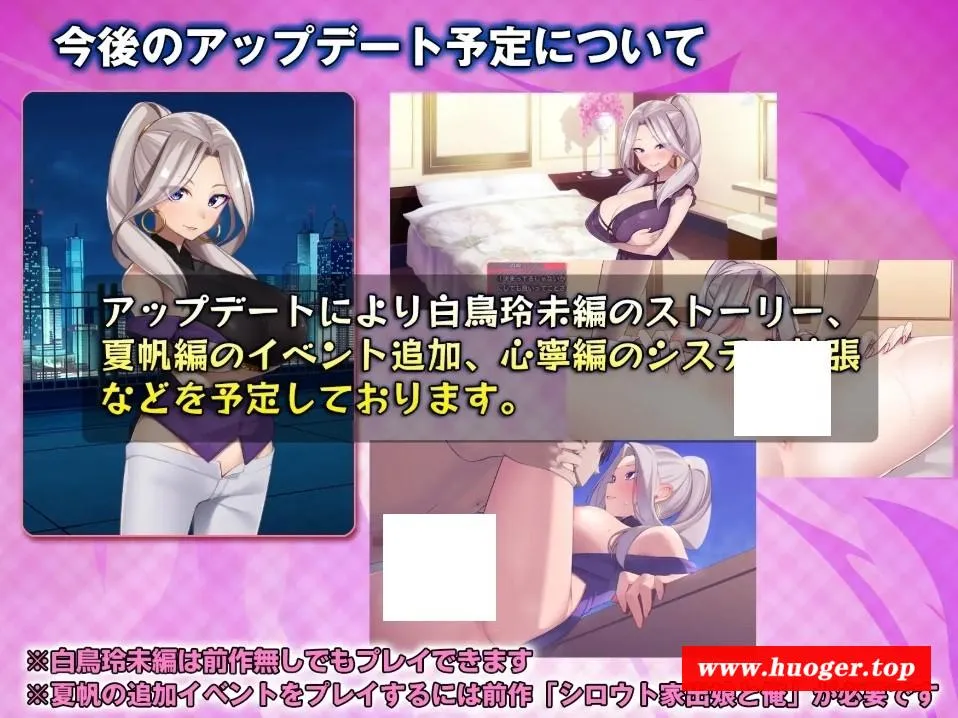 今後のアップデート予定について
アップデートにより白鳥玲未編のストーリー、
夏帆編のイベント追加、心寧編のシステ 張
などを予定しております。
※白鳥玲未編は前作無しでもプレイできます
※夏帆の追加イベントをプレイするには前作「シロウト家出娘と俺」が必要です
www.huoger.top